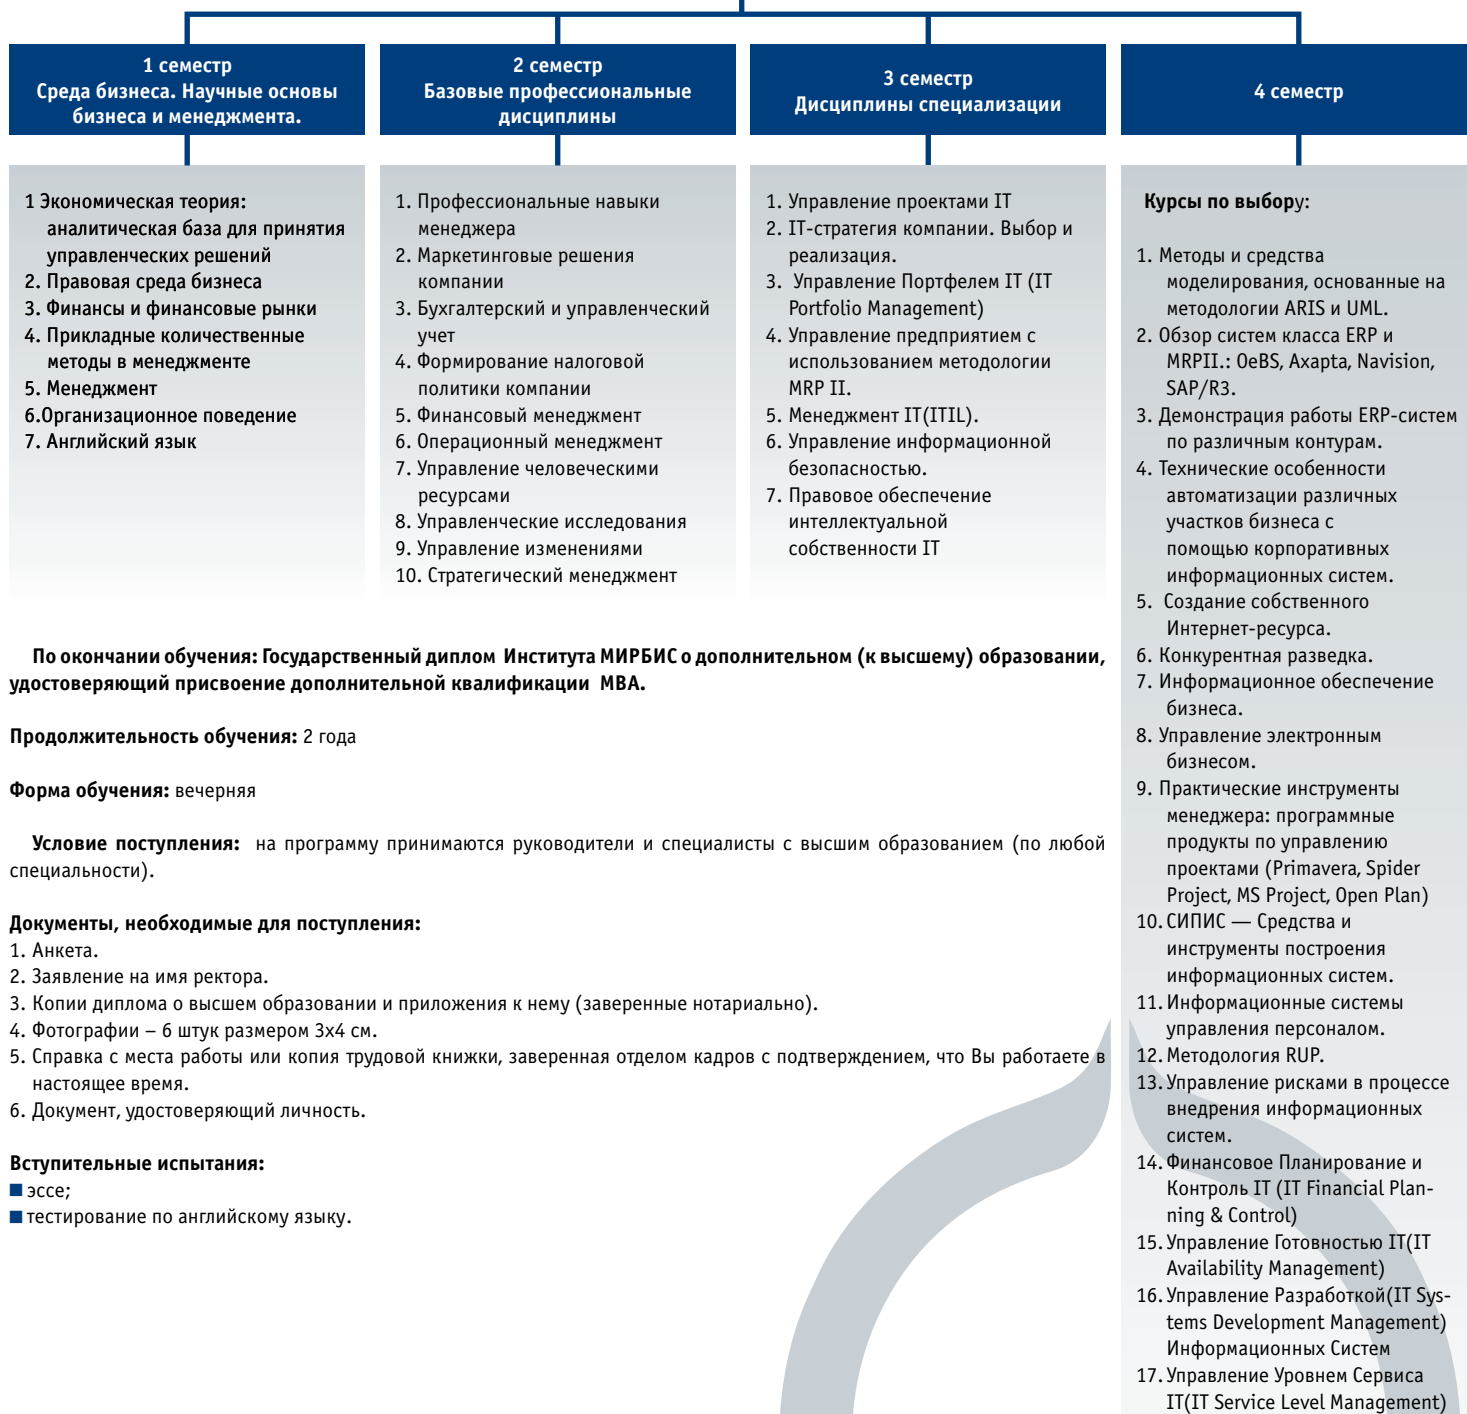 1 семестр
Среда бизнеса. Научные основы
бизнеса и менеджмента.
2 семестр
Базовые профессиональные
дисциплины
3 семестр
Дисциплины специализации
4 семестр
1 Экономическая теория:
аналитическая база для принятия
управленческих решений
2. Правовая среда бизнеса
3. Финансы и финансовые рынки
4. Прикладные количественные
методы в менеджменте
5. Менеджмент
6.Организационное поведение
7. Английский язык
1. Профессиональные навыки
менеджера
2. Маркетинговые решения
компании
3. Бухгалтерский и управленческий
учет
4. Формирование налоговой
политики компании
5. Финансовый менеджмент
6. Операционный менеджмент
7. Управление человеческими
ресурсами
8. Управленческие исследования
9. Управление изменениями
10. Стратегический менеджмент
1. Управление проектами IT
2. IT-стратегия компании. Выбор и
реализация.
3. Управление Портфелем IT (IT
Portfolio Management)
4. Управление предприятием с
использованием методологии
MRP II.
5. Менеджмент IT(ITIL).
6. Управление информационной
безопасностью.
7. Правовое обеспечение
интеллектуальной
собственности IT
Курсы по выбору:
1. Методы и средства
моделирования, основанные на
методологии ARIS и UML.
2. Обзор систем класса ERP и
MRPII.: OeBS, Axapta, Navision,
SAP/R3.
3. Демонстрация работы ERP-систем
по различным контурам.
4. Технические особенности
автоматизации различных
участков бизнеса с
помощью корпоративных
информационных систем.
5. Создание собственного
Интернет-ресурса.
6. Конкурентная разведка.
7. Информационное обеспечение
бизнеса.
8. Управление электронным
бизнесом.
9. Практические инструменты
менеджера: программные
продукты по управлению
проектами (Primavera, Spider
Project, MS Project, Open Plan)
10. СИПИС — Средства и
инструменты построения
информационных систем.
11. Информационные системы
управления персоналом.
12. Методология RUP.
13. Управление рисками в процессе
внедрения информационных
систем.
14. Финансовое Планирование и
Контроль IT (IT Financial Plan-
ning & Control)
15. Управление Готовностью IT(IT
Availability Management)
16. Управление Разработкой(IT Sys-
tems Development Management)
Информационных Систем
17. Управление Уровнем Сервиса
IT(IT Service Level Management)
По окончании обучения: Государственный диплом Института МИРБИС о дополнительном (к высшему) образовании,
удостоверяющий присвоение дополнительной квалификации МВА.
Продолжительность обучения: 2 года
Форма обучения: вечерняя
Условие поступления: на программу принимаются руководители и специалисты с высшим образованием (по любой
специальности).
Документы, необходимые для поступления:
1. Анкета.
2. Заявление на имя ректора.
3. Копии диплома о высшем образовании и приложения к нему (заверенные нотариально).
4. Фотографии – 6 штук размером 3х4 см.
5. Справка с места работы или копия трудовой книжки, заверенная отделом кадров с подтверждением, что Вы работаете в
настоящее время.
6. Документ, удостоверяющий личность.
Вступительные испытания:
■ эссе;
■ тестирование по английскому языку.